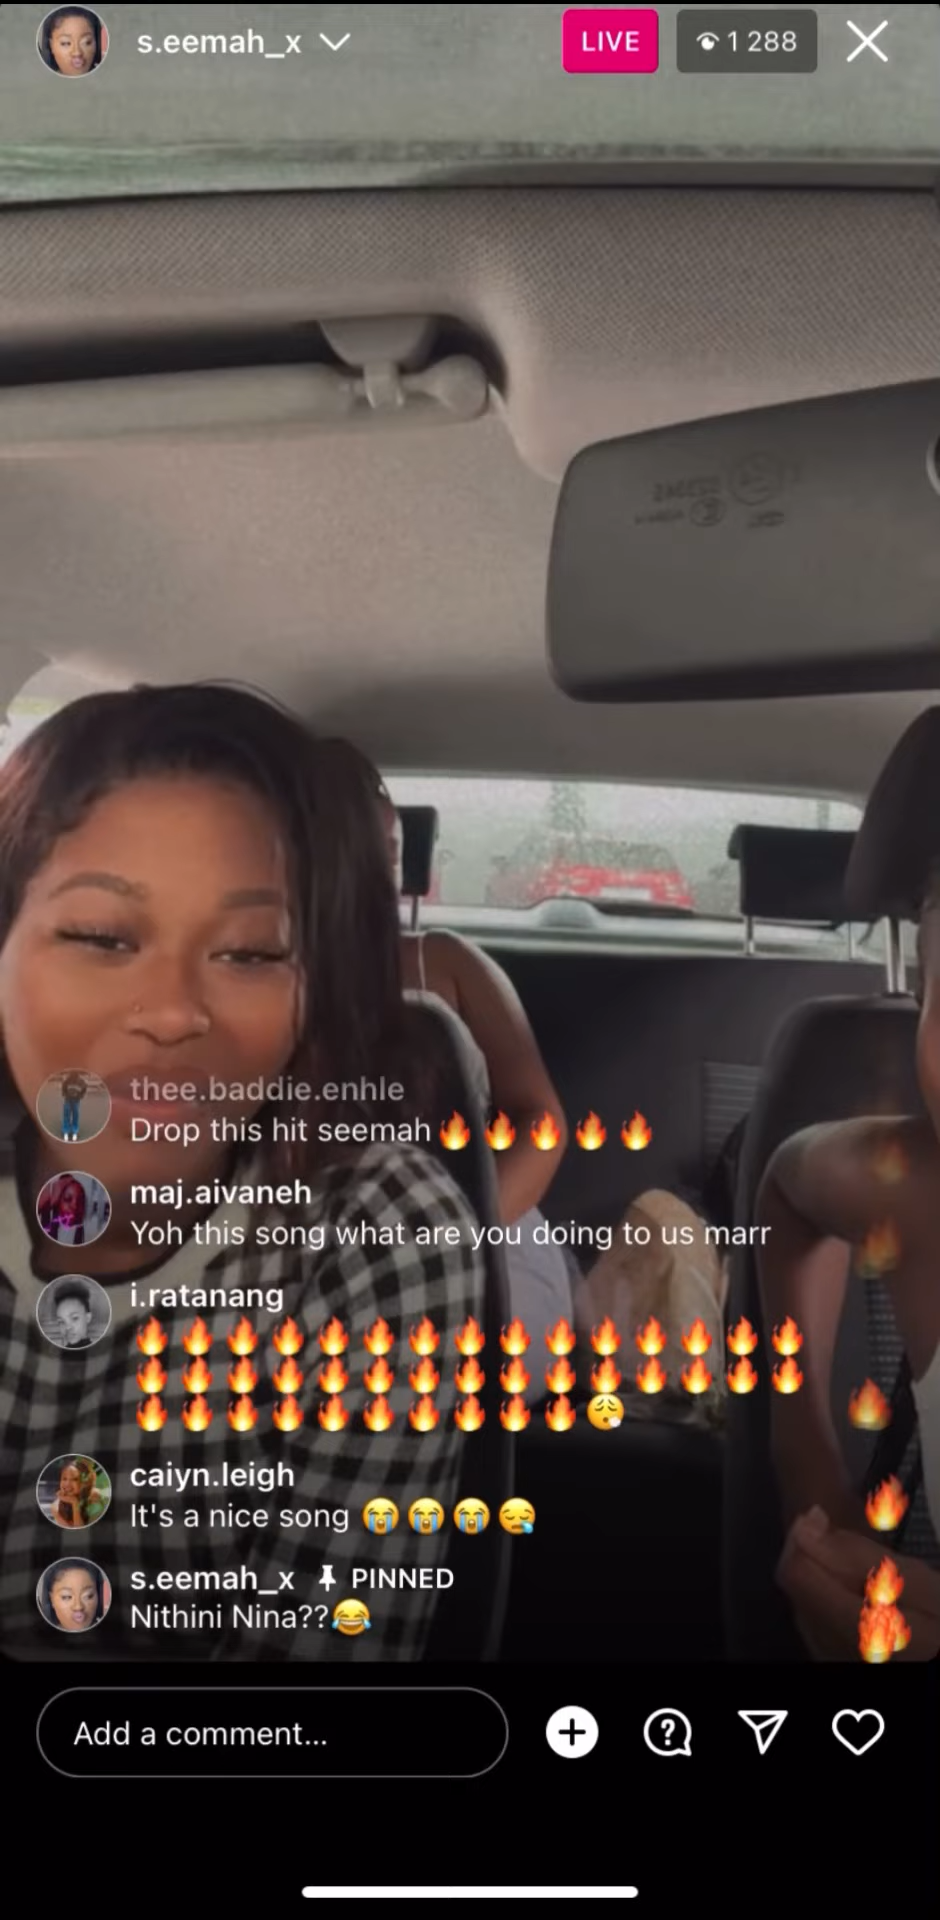 s.eemah_x
LIVE
1 288
thee.baddie.enhle
Drop this hit seemah🔥🔥🔥🔥🔥
maj.aivaneh
Yoh this song what are you doing to us marr
i.ratanang
🔥🔥🔥🔥🔥🔥🔥🔥🔥🔥🔥🔥🔥🔥🔥
🔥🔥🔥🔥🔥🔥🔥🔥🔥🔥🔥🔥🔥🔥🔥
🔥🔥🔥🔥🔥🔥🔥🔥🔥🔥😮‍💨
caiyn.leigh
It's a nice song 😭😭😭😪
s.eemah_x PINNED
Nithini Nina??😂
Add a comment...